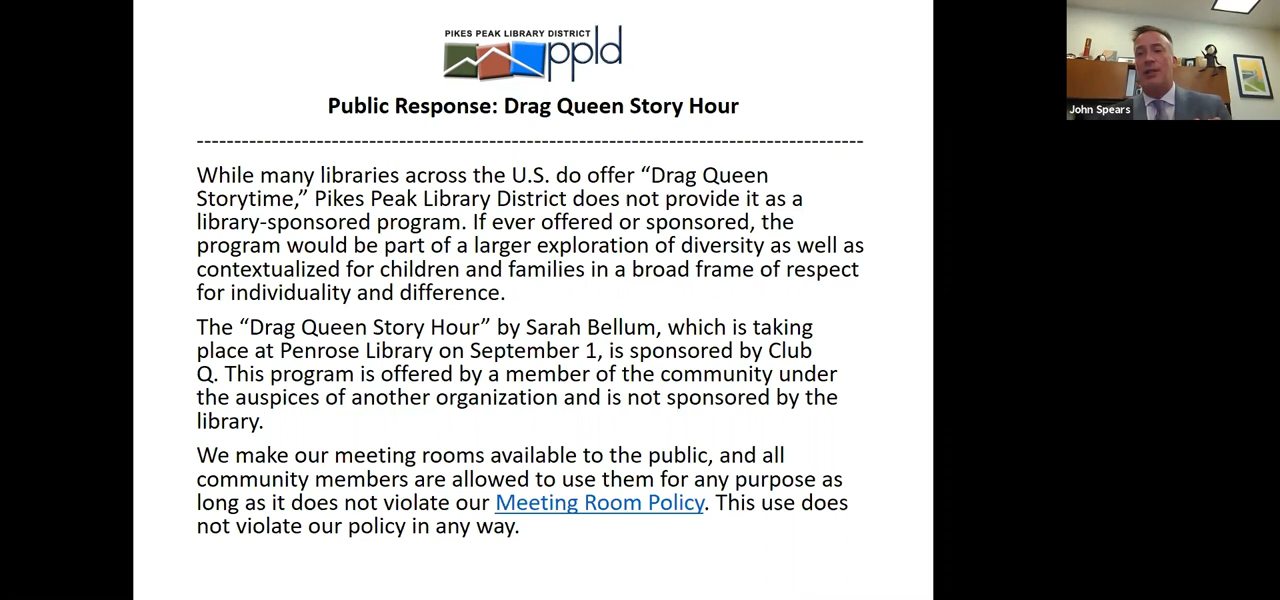 PIKES PEAK LIBRARY DISTRICT
ppld
Public Response: Drag Queen Story Hour
-----------------------------------------------------------------------------------------
While many libraries across the U.S. do offer “Drag Queen
Storytime,” Pikes Peak Library District does not provide it as a
library-sponsored program. If ever offered or sponsored, the
program would be part of a larger exploration of diversity as well as
contextualized for children and families in a broad frame of respect
for individuality and difference.
The “Drag Queen Story Hour” by Sarah Bellum, which is taking
place at Penrose Library on September 1, is sponsored by Club
Q. This program is offered by a member of the community under
the auspices of another organization and is not sponsored by the
library.
We make our meeting rooms available to the public, and all
community members are allowed to use them for any purpose as
long as it does not violate our Meeting Room Policy. This use does
not violate our policy in any way.
John Spears